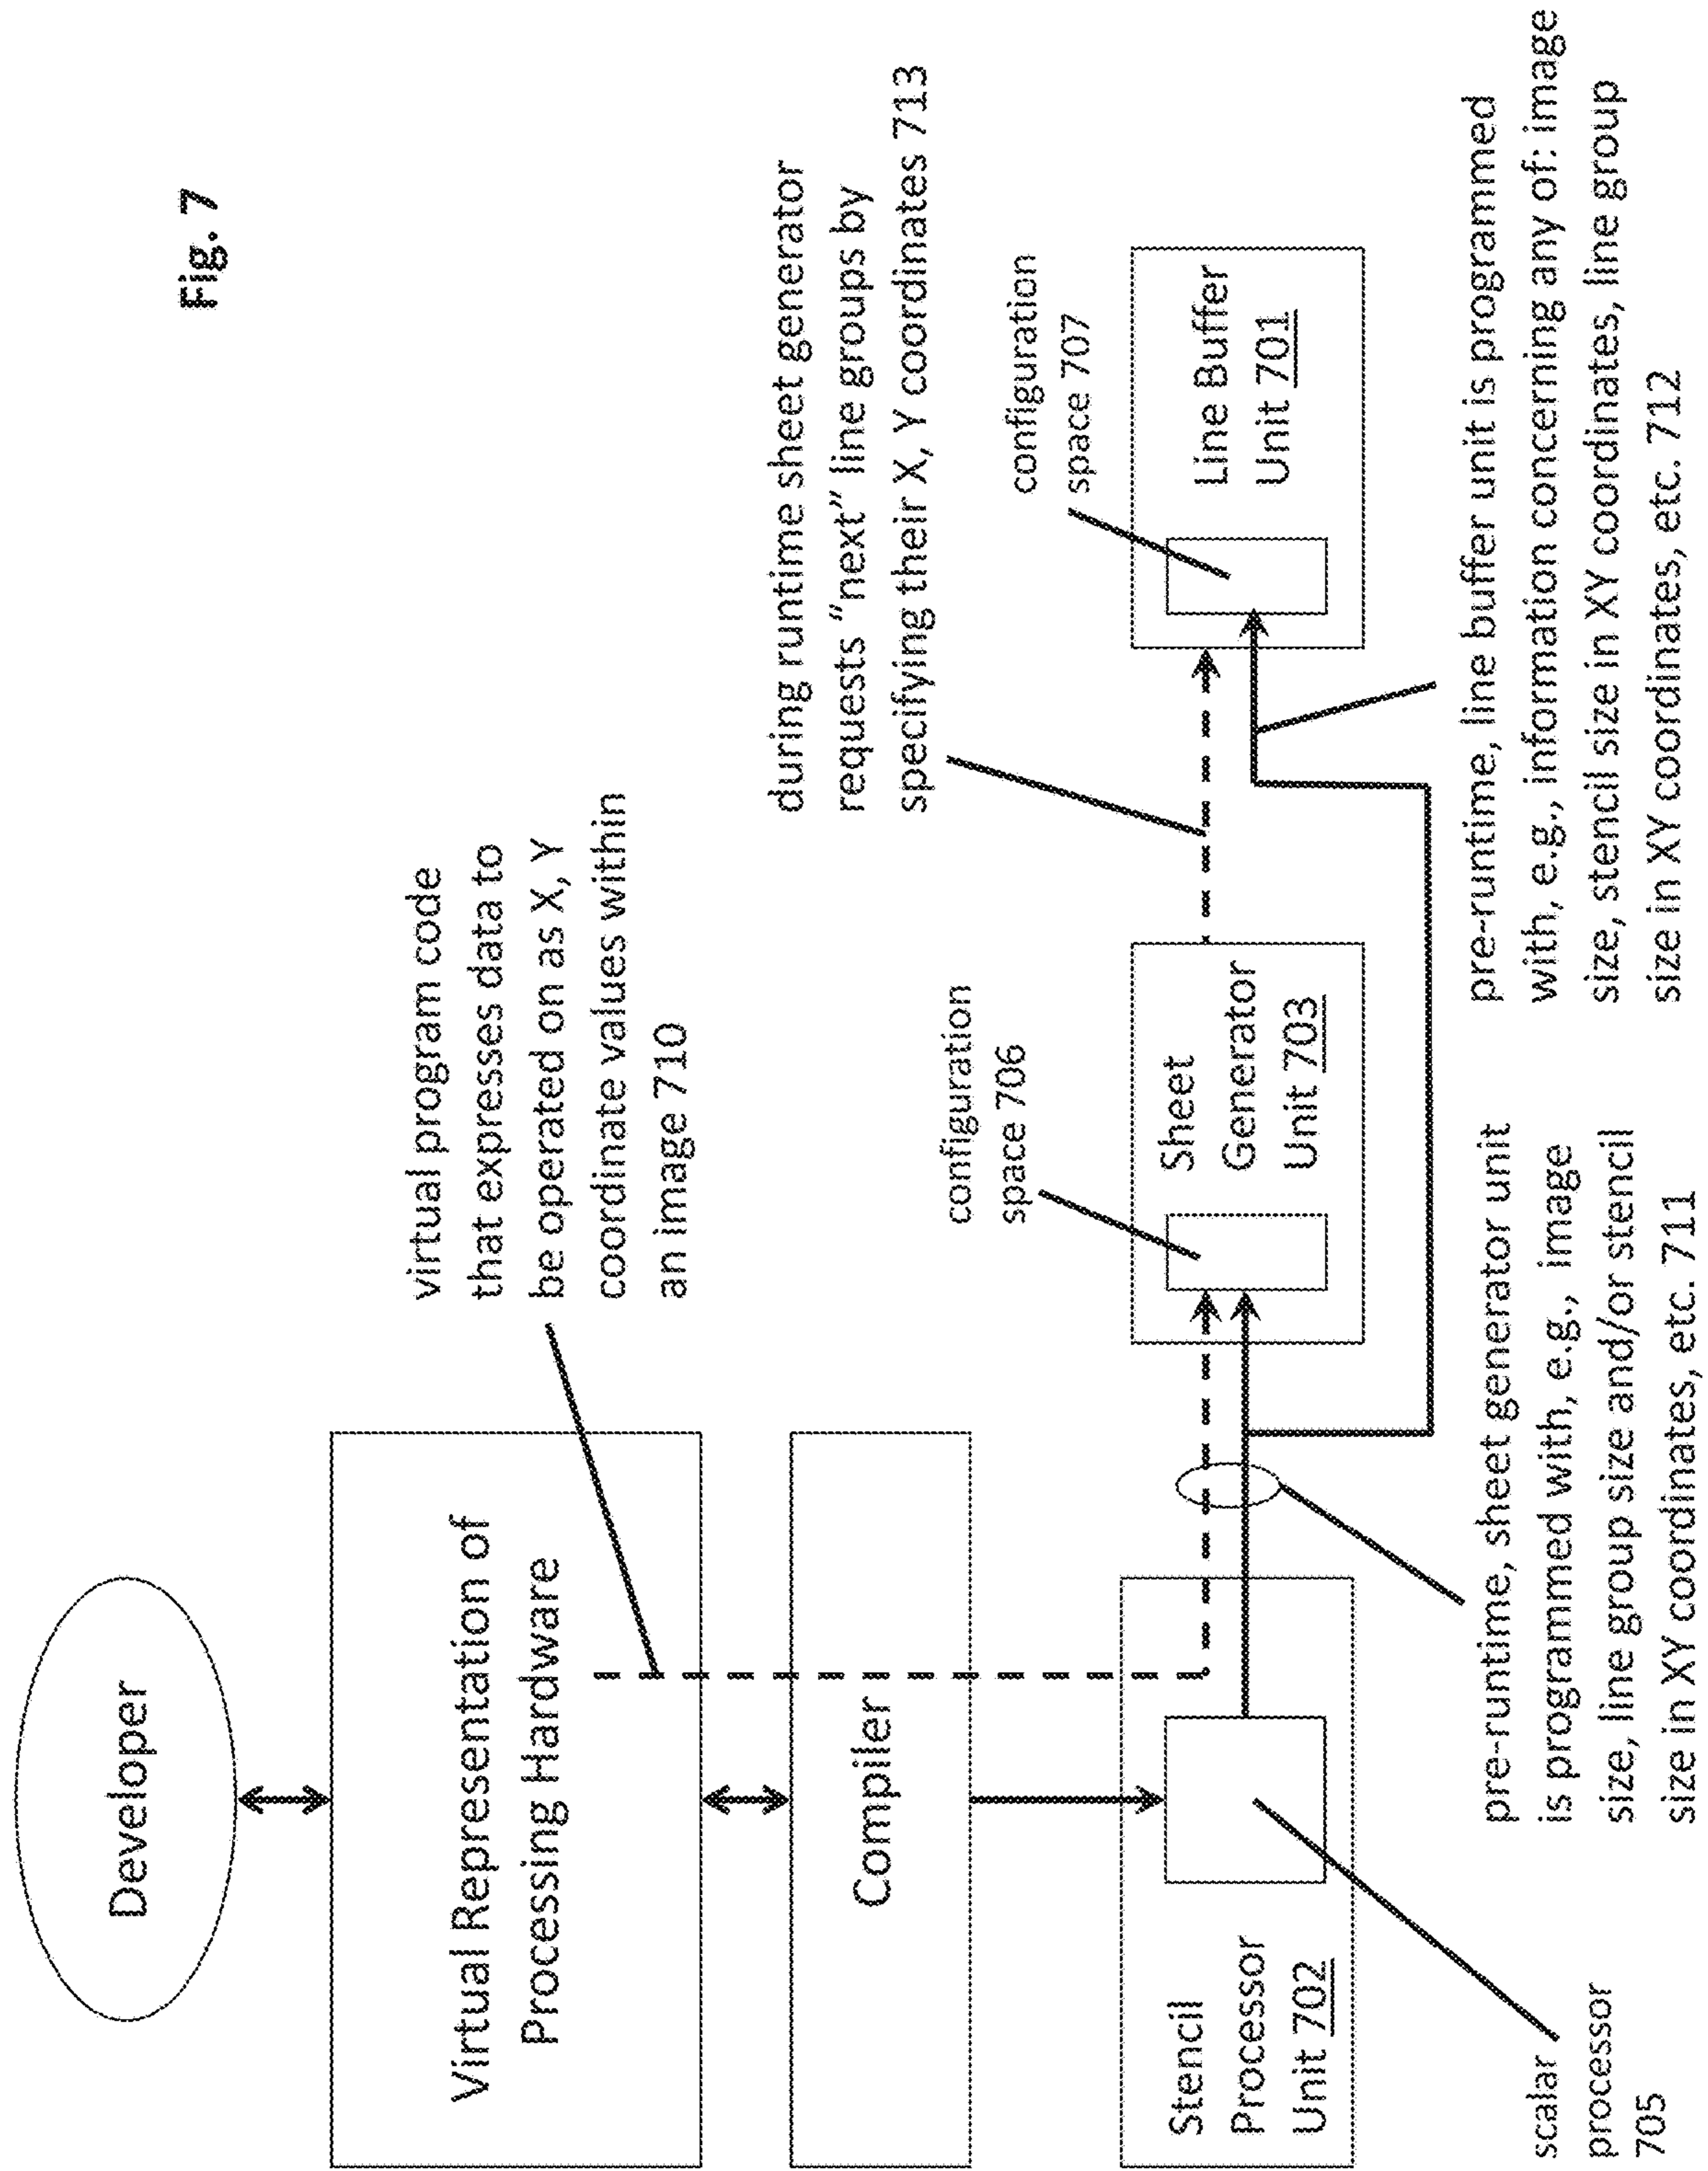 Fig. 7
Developer
Virtual Representation of
Processing Hardware
virtual program code
that expresses data to
be operated on as X, Y
coordinate values within
an image 710
Compiler
during runtime sheet generator
requests “next” line groups by
specifying their X, Y coordinates 713
Stencil
Processor
Unit 702
scalar
processor
705
configuration
space 706
Sheet
Generator
Unit 703
configuration
space 707
Line Buffer
Unit 701
pre-runtime, sheet generator unit
is programmed with, e.g., image
size, line group size and/or stencil
size in XY coordinates, etc. 711
pre-runtime, line buffer unit is programmed
with, e.g., information concerning any of: image
size, stencil size in XY coordinates, line group
size in XY coordinates, etc. 712